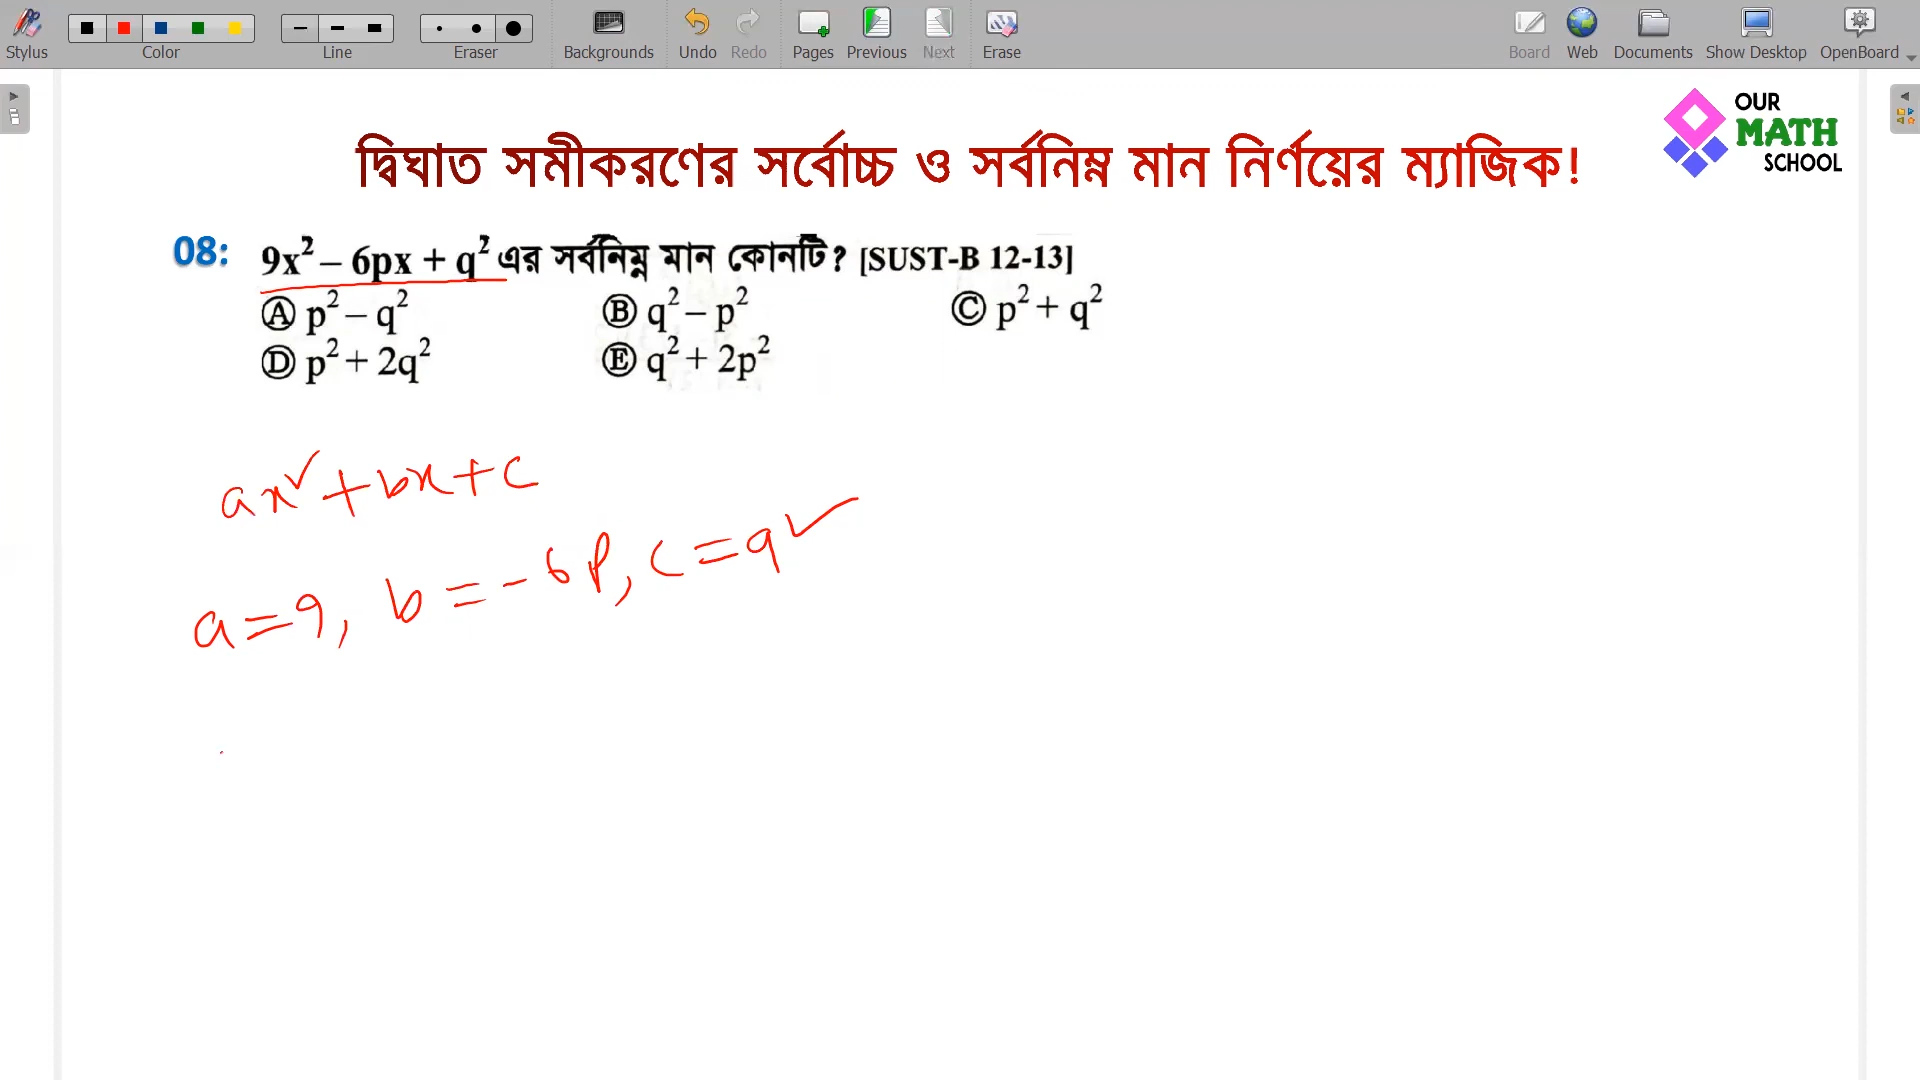 Stylus Color Line Eraser Backgrounds Undo Redo Pages Previous Next Erase Board Web Documents Show Desktop OpenBoard
OUR
MATH
SCHOOL
দ্বিঘাত সমীকরণের সর্বোচ্চ ও সর্বনিম্ন মান নির্ণয়ের ম্যাজিক!
08: 9x² – 6px + q² এর সর্বনিম্ন মান কোনটি? [SUST-B 12-13]
Ⓐ p² – q² Ⓑ q² – p² Ⓒ p² + q²
Ⓓ p² + 2q² Ⓔ q² + 2p²
ax² + bx + c
a = 9, b = -6p, c = q²